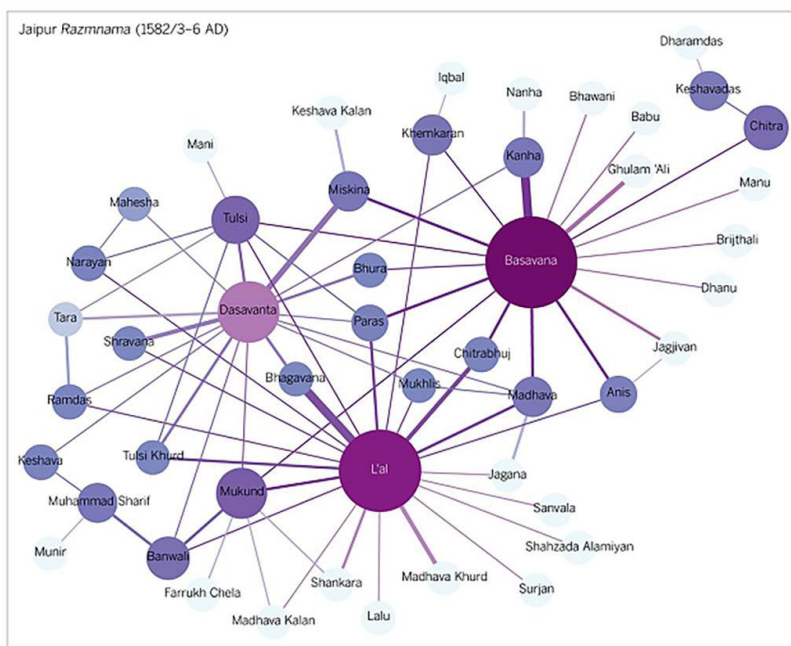 Jaipur Razmnama (1582/3–6 AD)
Dharamdas
Iqbal
Keshavadas
Nanha
Bhawani
Keshava Kalan
Babu
Chitra
Khemkaran
Mani
Kanha
Ghulam 'Ali
Manu
Miskina
Mahesha
Tulsi
Brijthali
Narayan
Bhura
Basavana
Dhanu
Dasavanta
Tara
Paras
Shravana
Chitrabhuj
Jagjivan
Bhagavana
Mukhlis
Madhava
Anis
Ramdas
Tulsi Khurd
Keshava
L'al
Jagana
Mukund
Muhammad Sharif
Sanvala
Munir
Banwali
Shahzada Alamiyan
Farrukh Chela
Shankara
Madhava Khurd
Surjan
Madhava Kalan
Lalu